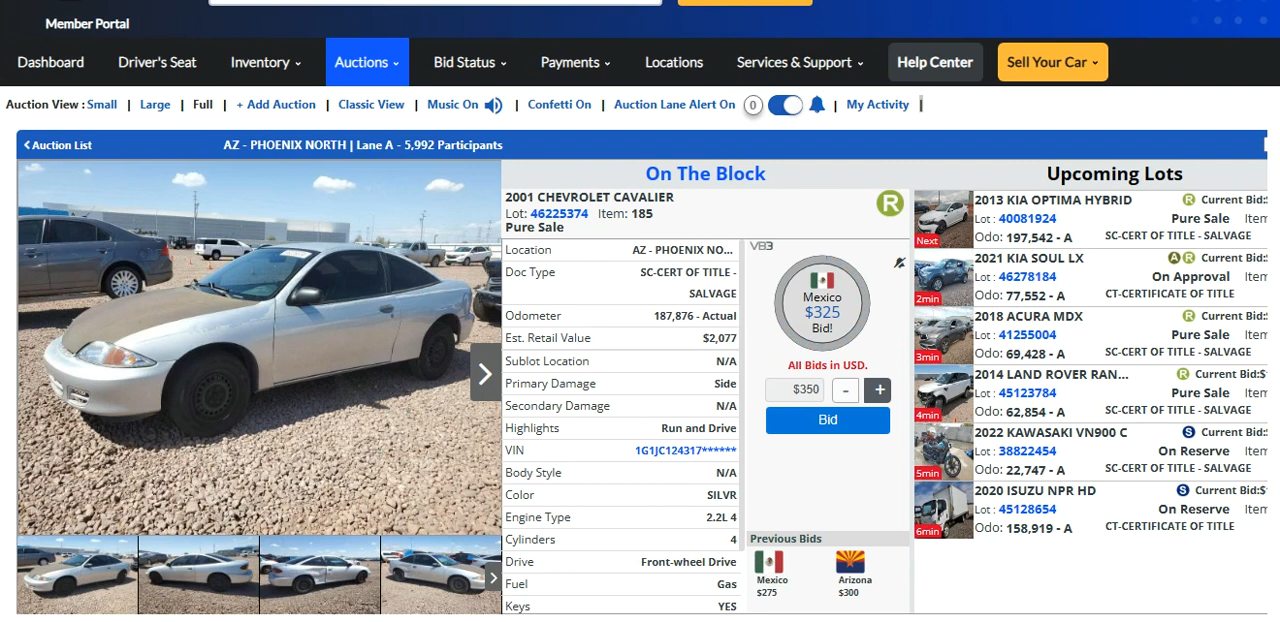 Member Portal
Dashboard Driver's Seat Inventory Auctions Bid Status Payments Locations Services & Support Help Center Sell Your Car
Auction View : Small | Large | Full | + Add Auction | Classic View | Music On | Confetti On | Auction Lane Alert On 0 | My Activity |
Auction List AZ - PHOENIX NORTH | Lane A - 5,992 Participants
On The Block
2001 CHEVROLET CAVALIER
Lot: 46225374 Item: 185
Pure Sale
R
Location AZ - PHOENIX NO...
Doc Type SC-CERT OF TITLE -
SALVAGE
Odometer 187,876 - Actual
Est. Retail Value $2,077
Sublot Location N/A
Primary Damage Side
Secondary Damage N/A
Highlights Run and Drive
VIN 1G1JC124317******
Body Style N/A
Color SILVR
Engine Type 2.2L 4
Cylinders 4
Drive Front-wheel Drive
Fuel Gas
Keys YES
VB3
Mexico
$325
Bid!
All Bids in USD.
$350 - +
Bid
Previous Bids
Mexico
$275
Arizona
$300
Upcoming Lots
Next
2013 KIA OPTIMA HYBRID R Current Bid:
Lot : 40081924 Pure Sale Item
Odo: 197,542 - A SC-CERT OF TITLE - SALVAGE
2min
2021 KIA SOUL LX A R Current Bid:
Lot : 46278184 On Approval Item
Odo: 77,552 - A CT-CERTIFICATE OF TITLE
3min
2018 ACURA MDX R Current Bid:
Lot : 41255004 Pure Sale Item
Odo: 69,428 - A SC-CERT OF TITLE - SALVAGE
4min
2014 LAND ROVER RAN... R Current Bid:$
Lot : 45123784 Pure Sale Item
Odo: 62,854 - A SC-CERT OF TITLE - SALVAGE
5min
2022 KAWASAKI VN900 C S Current Bid:
Lot : 38822454 On Reserve Item
Odo: 22,747 - A SC-CERT OF TITLE - SALVAGE
6min
2020 ISUZU NPR HD S Current Bid:$
Lot : 45128654 On Reserve Item
Odo: 158,919 - A CT-CERTIFICATE OF TITLE